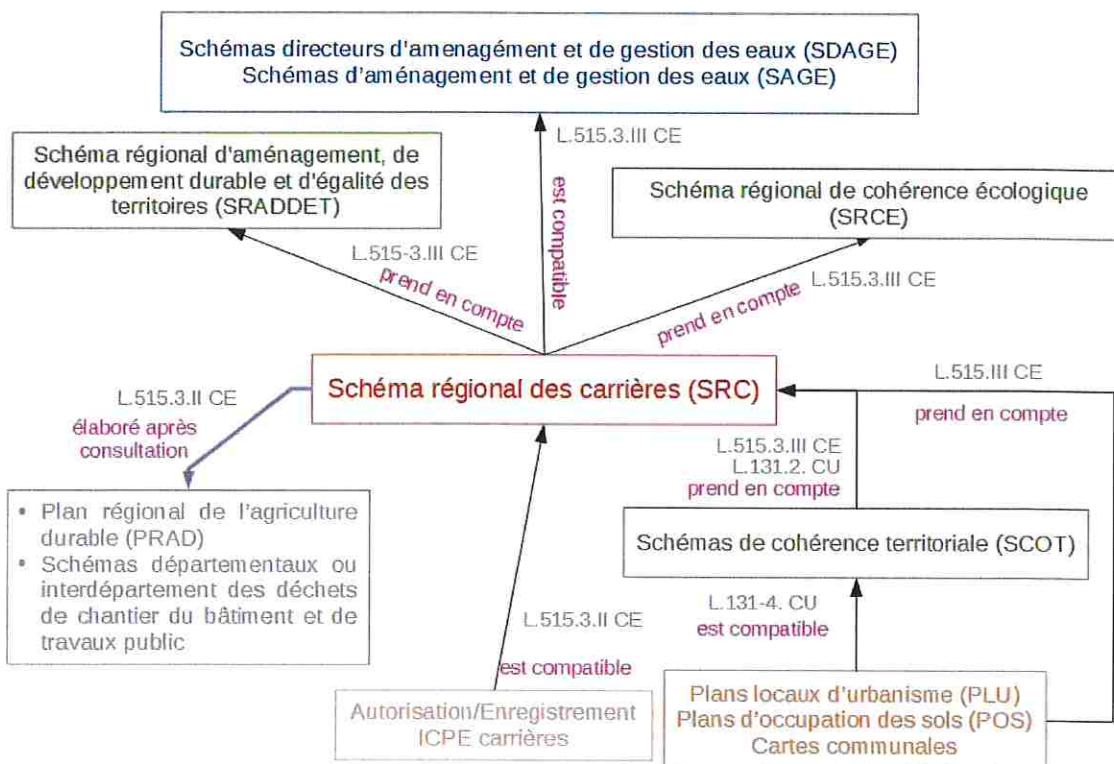 Schémas directeurs d'amenagément et de gestion des eaux (SDAGE)
Schémas d'aménagement et de gestion des eaux (SAGE)
L.515.3.III CE
Schéma régional d'aménagement, de
développement durable et d'égalité des
territoires (SRADDET)
est compatible
Schéma régional de cohérence écologique
(SRCE)
L.515-3.III CE
prend en compte
L.515.3.III CE
prend en compte
Schéma régional des carrières (SRC)
L.515.III CE
prend en compte
L.515.3.II CE
élaboré après
consultation
L.515.3.III CE
L.131.2. CU
prend en compte
• Plan régional de l'agriculture
durable (PRAD)
• Schémas départementaux ou
interdépartement des déchets
de chantier du bâtiment et de
travaux public
Schémas de cohérence territoriale (SCOT)
L.515.3.II CE
est compatible
L.131-4. CU
est compatible
Autorisation/Enregistrement
ICPE carrières
Plans locaux d'urbanisme (PLU)
Plans d'occupation des sols (POS)
Cartes communales